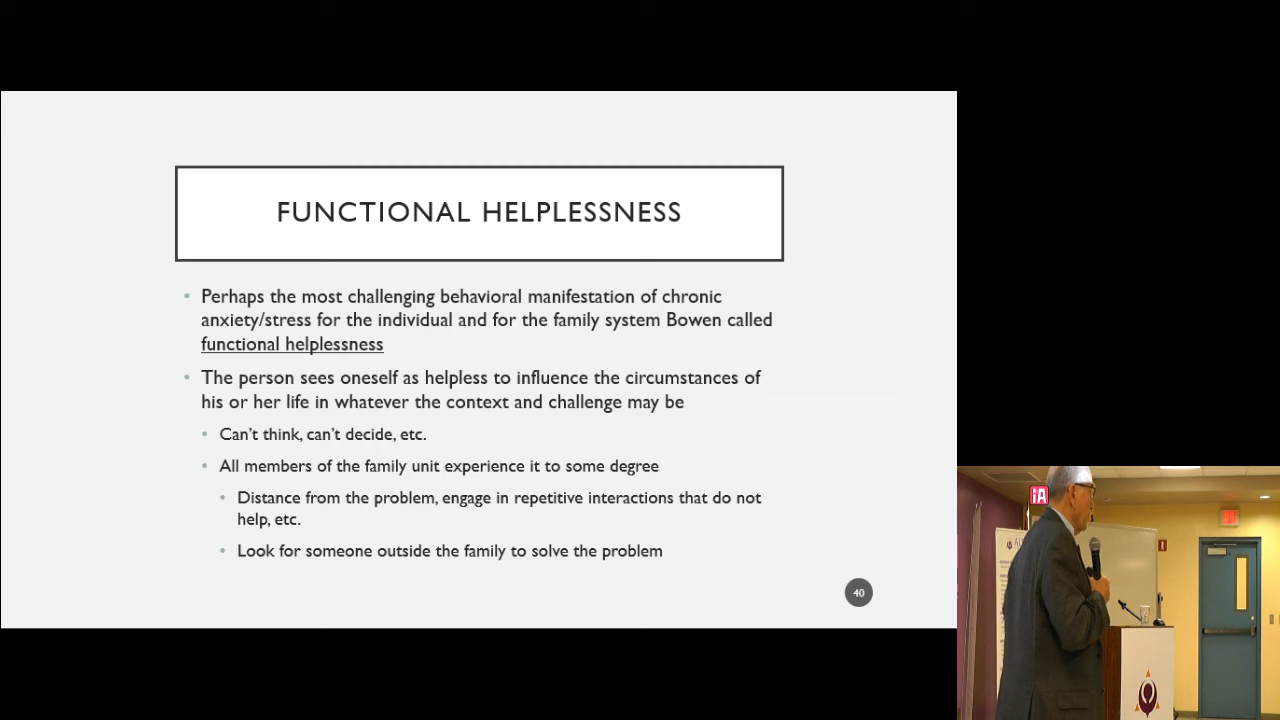 FUNCTIONAL HELPLESSNESS
• Perhaps the most challenging behavioral manifestation of chronic
anxiety/stress for the individual and for the family system Bowen called
functional helplessness
• The person sees oneself as helpless to influence the circumstances of
his or her life in whatever the context and challenge may be
• Can't think, can't decide, etc.
• All members of the family unit experience it to some degree
• Distance from the problem, engage in repetitive interactions that do not
help, etc.
• Look for someone outside the family to solve the problem
40
iA